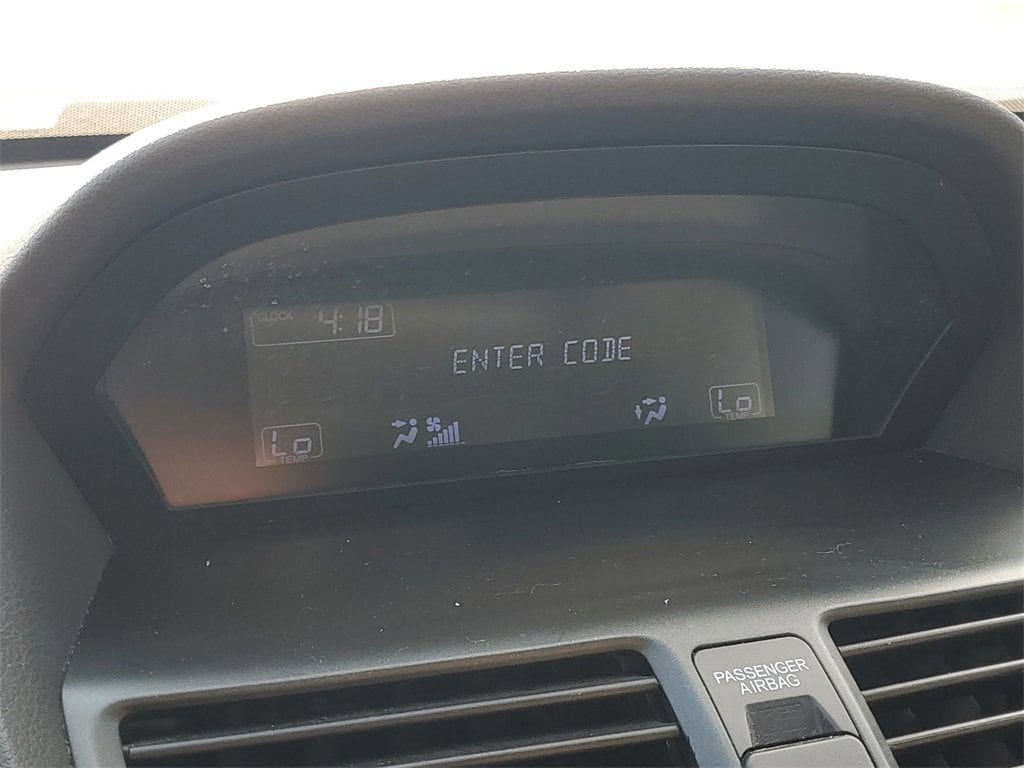 CLOCK 4:18
ENTER CODE
Lo
TEMP
Lo
TEMP
PASSENGER
AIRBAG